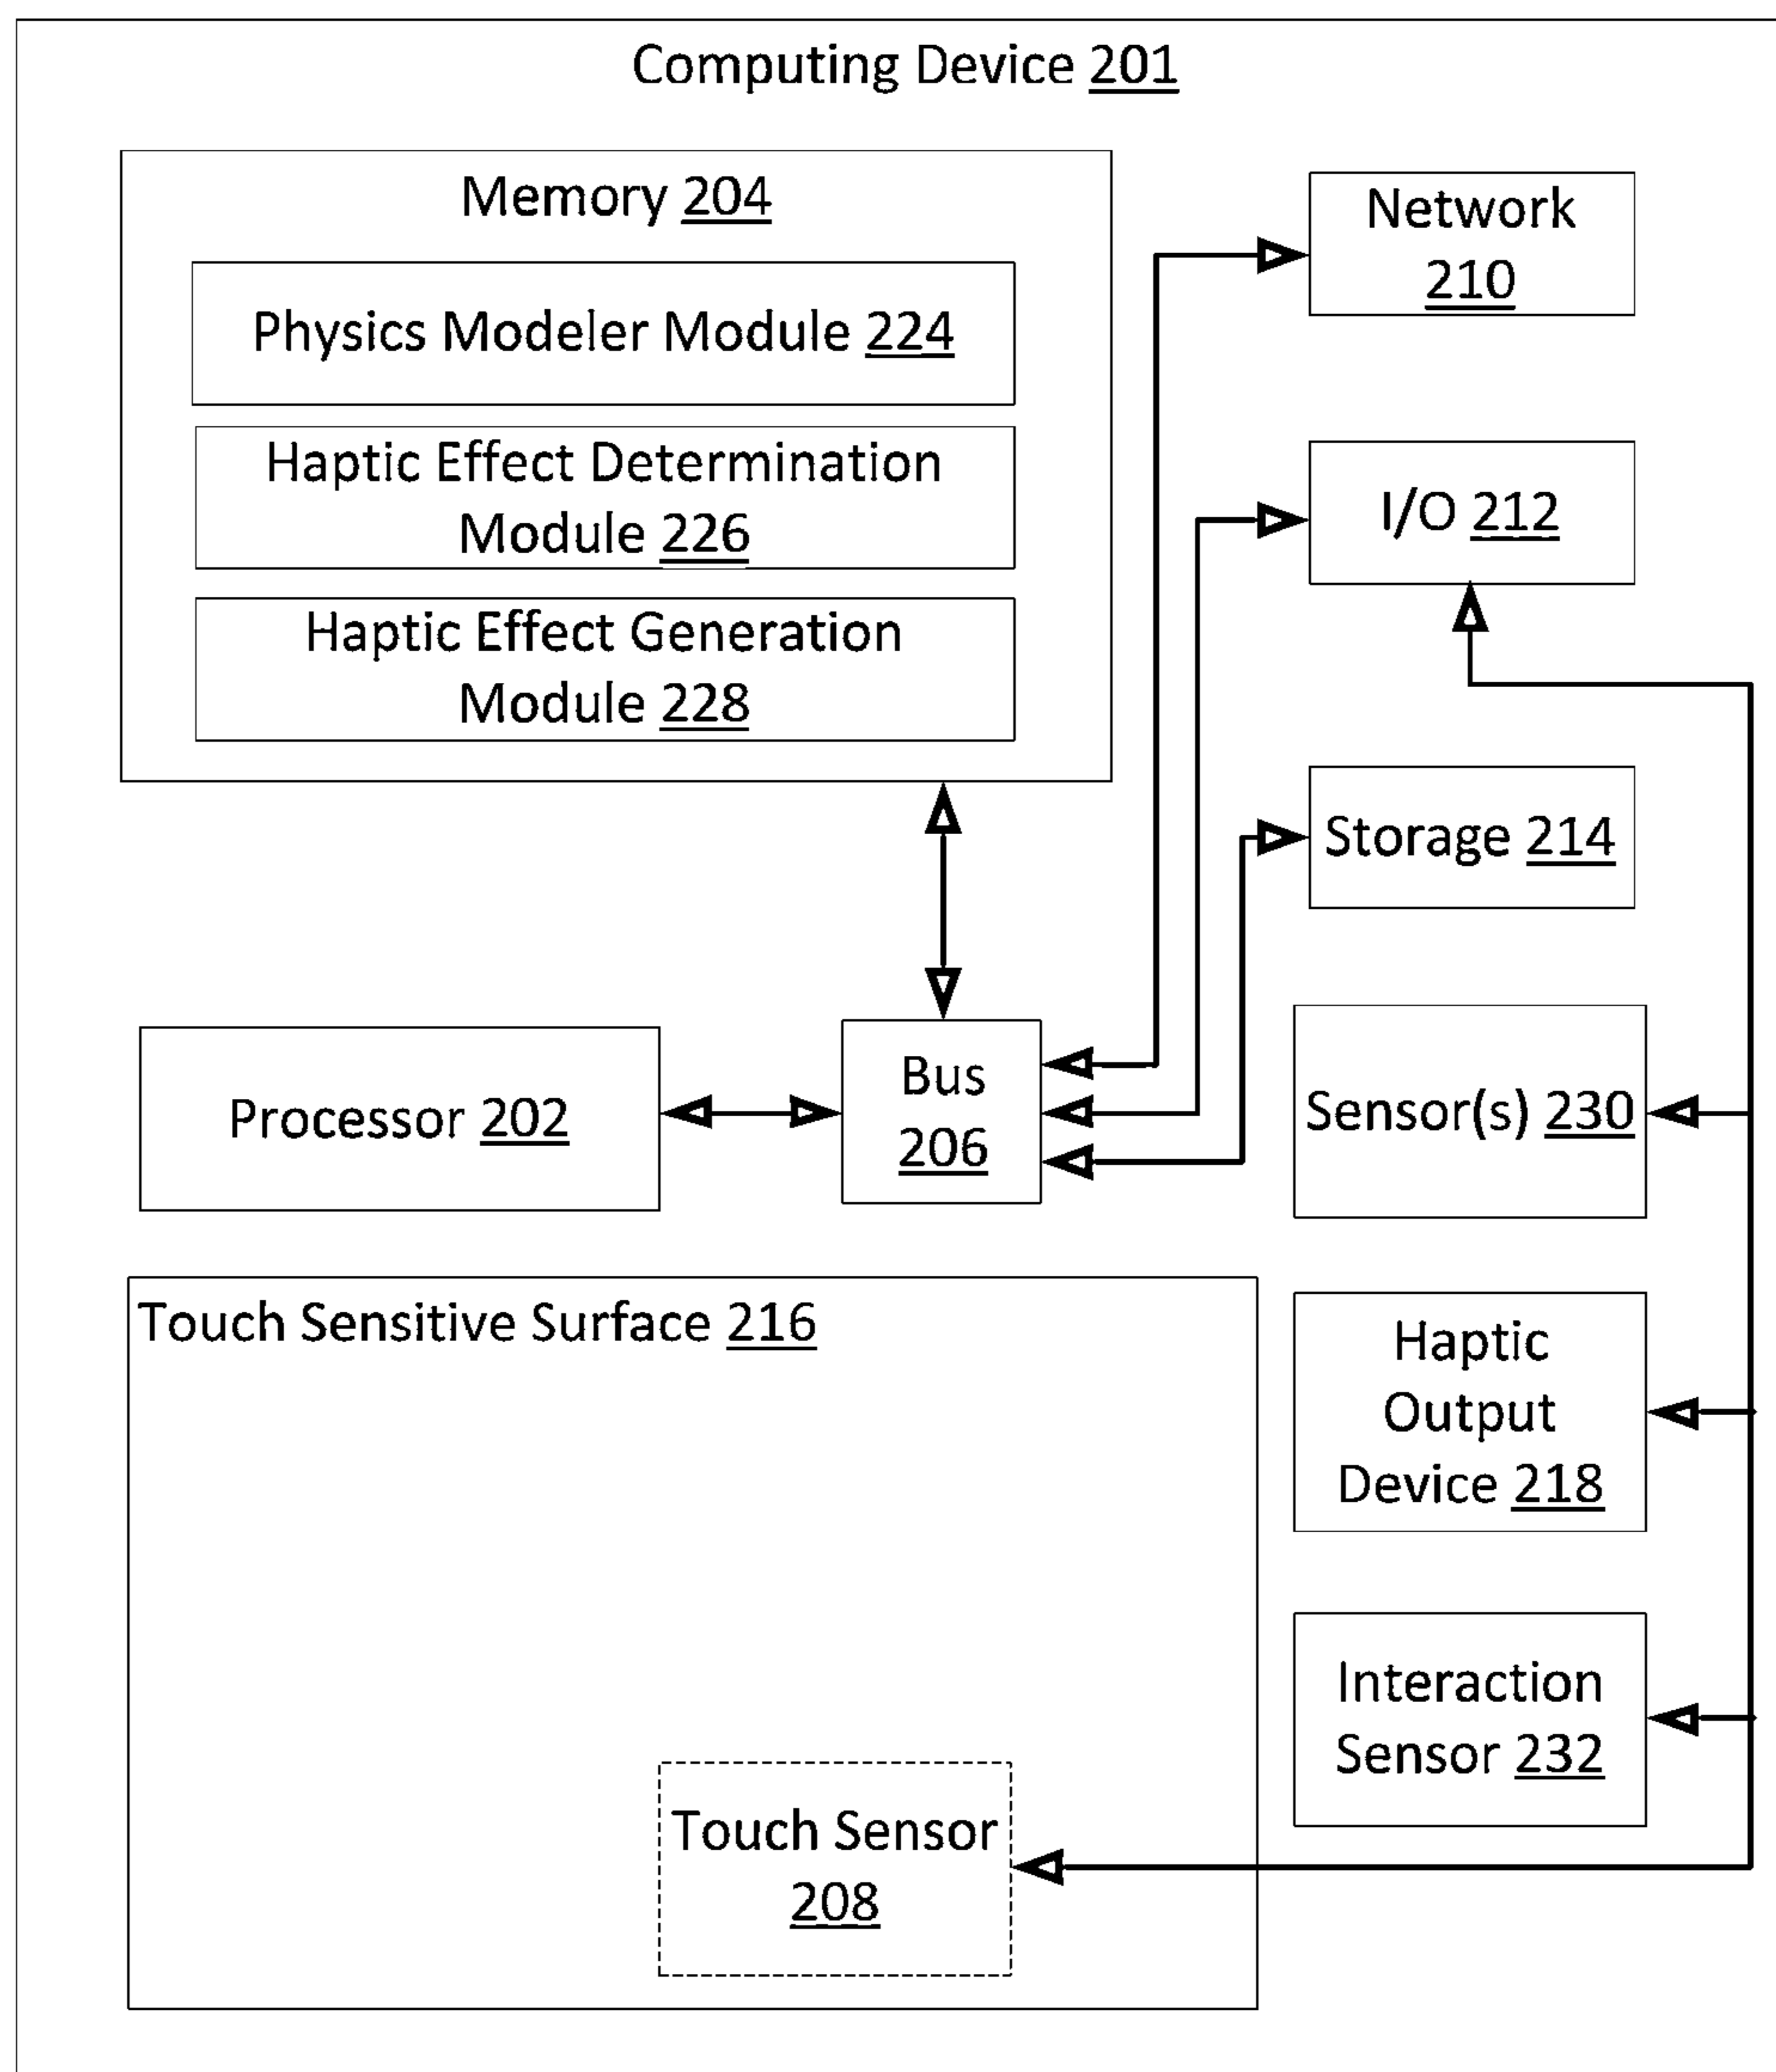 Computing Device 201
Memory 204
Physics Modeler Module 224
Haptic Effect Determination
Module 226
Haptic Effect Generation
Module 228
Network
210
I/O 212
Storage 214
Processor 202
Bus
206
Sensor(s) 230
Touch Sensitive Surface 216
Haptic
Output
Device 218
Interaction
Sensor 232
Touch Sensor
208